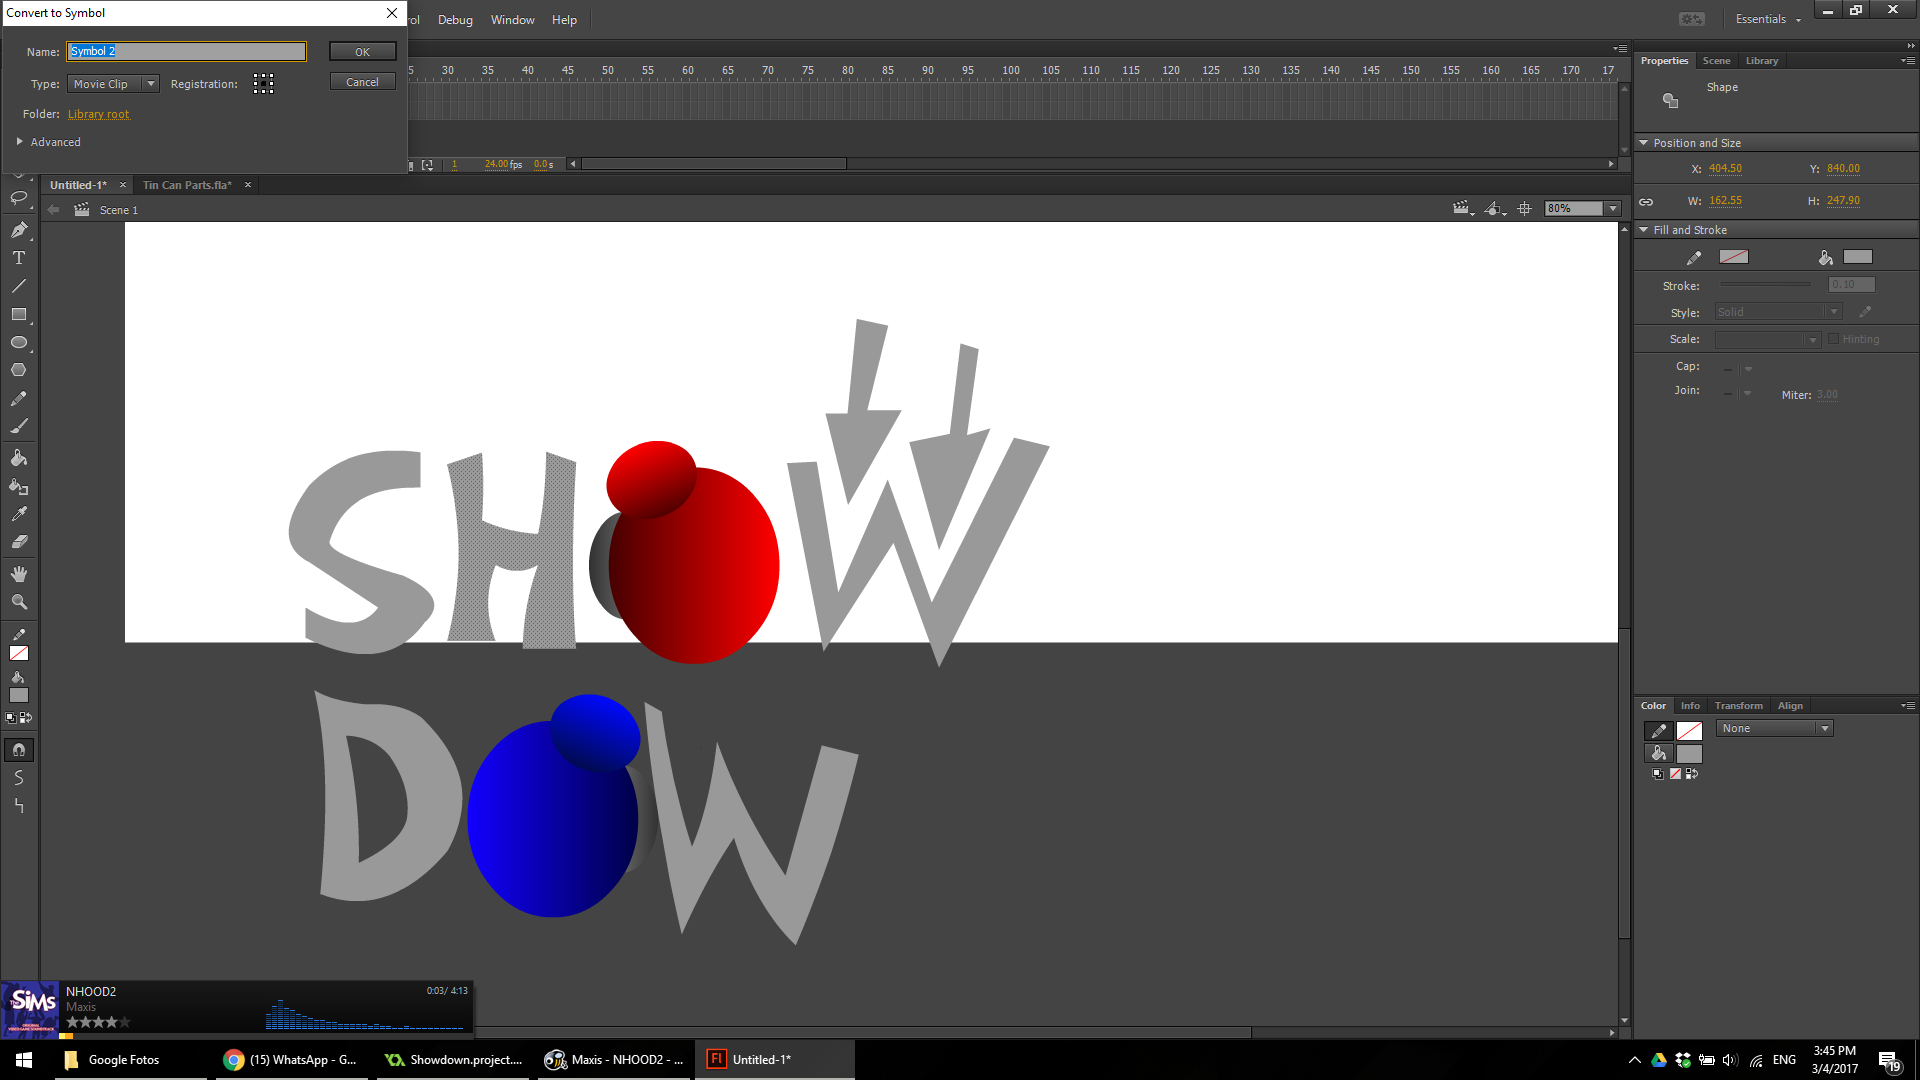 Convert to Symbol
ol Debug Window Help
Essentials
Name: Symbol 2 OK
Type: Movie Clip Registration: Cancel
Folder: Library root
Advanced
5 30 35 40 45 50 55 60 65 70 75 80 85 90 95 100 105 110 115 120 125 130 135 140 145 150 155 160 165 170 17
1 24.00 fps 0.0 s
Untitled-1* Tin Can Parts.fla*
Scene 1
80%
Properties Scene Library
Shape
Position and Size
X: 404.50 Y: 840.00
W: 162.55 H: 247.90
Fill and Stroke
Stroke: 0.10
Style: Solid
Scale: Hinting
Cap:
Join: Miter: 3.00
Color Info Transform Align
None
SHOW
DOW
The Sims
NHOOD2
0:03/ 4:13
Maxis
Google Fotos
(15) WhatsApp - G...
Showdown.project....
Maxis - NHOOD2 - ...
Fl Untitled-1*
ENG
3:45 PM
3/4/2017
19